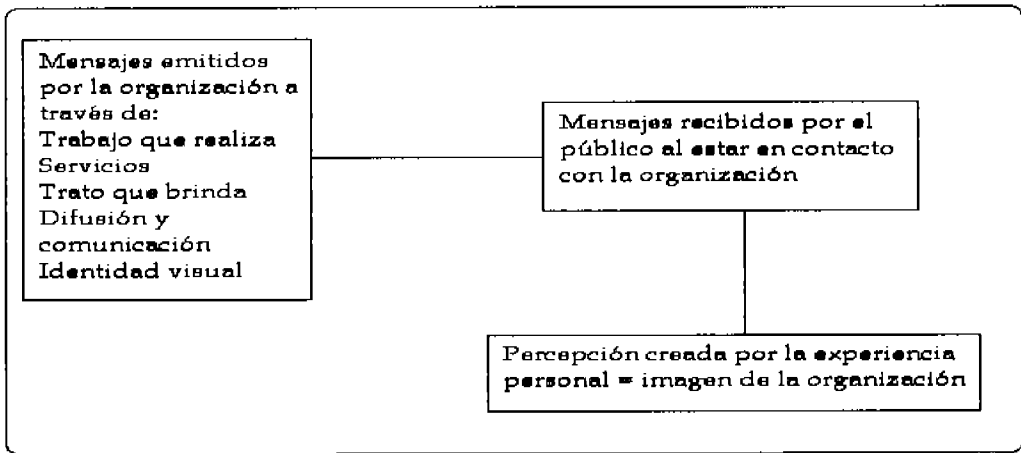 Mensajes emitidos
por la organización a
través de:
Trabajo que realiza
Servicios
Trato que brinda
Difusión y
comunicación
Identidad visual
Mensajes recibidos por el
público al estar en contacto
con la organización
Percepción creada por la experiencia
personal = imagen de la organización